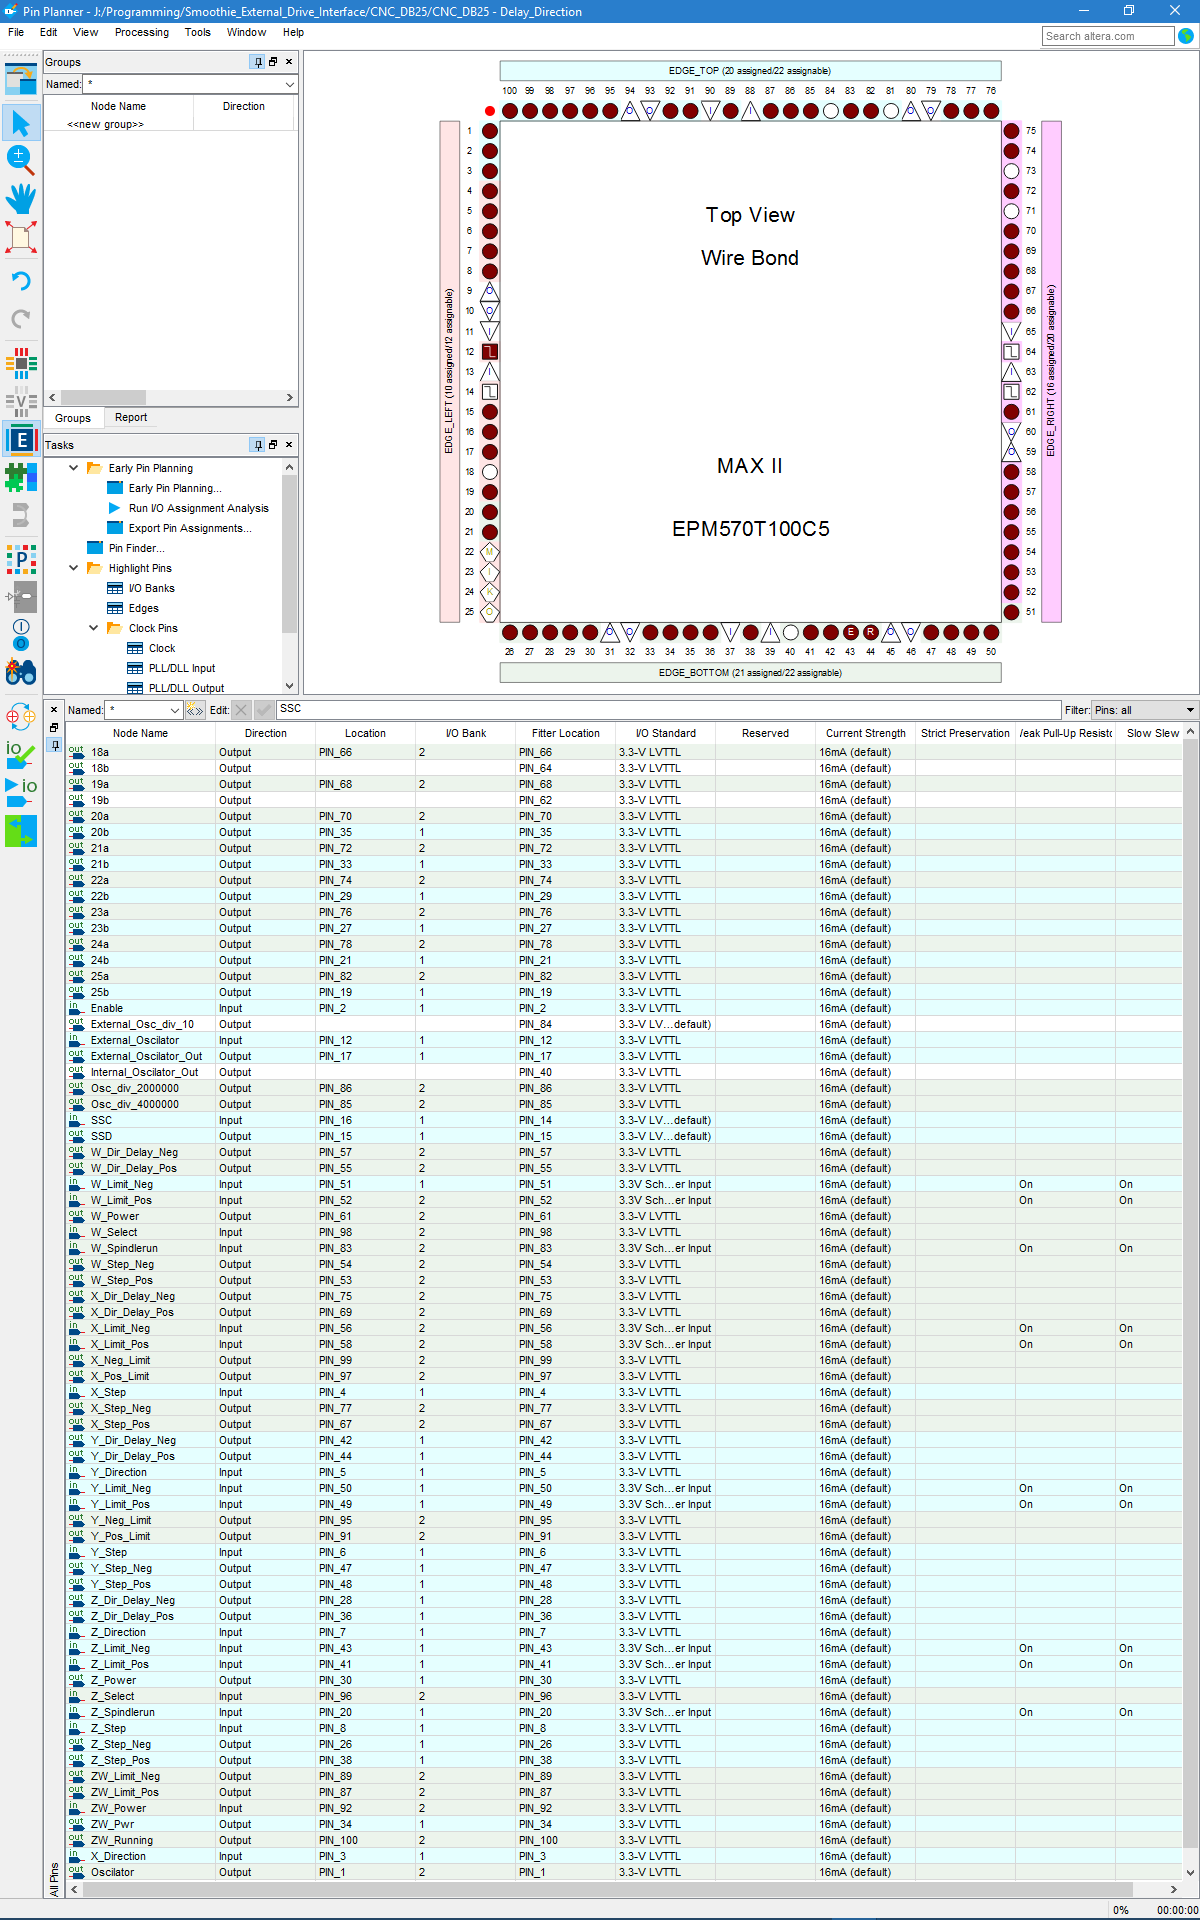 Pin Planner - J:/Programming/Smoothie_External_Drive_Interface/CNC_DB25/CNC_DB25 - Delay_Direction
File Edit View Processing Tools Window Help
Search altera.com
Groups
Named: *
Node Name Direction
<<new group>>
Groups Report
Tasks
Early Pin Planning
Early Pin Planning...
Run I/O Assignment Analysis
Export Pin Assignments...
Pin Finder...
Highlight Pins
I/O Banks
Edges
Clock Pins
Clock
PLL/DLL Input
PLL/DLL Output
EDGE_TOP (20 assigned/22 assignable)
100 99 98 97 96 95 94 93 92 91 90 89 88 87 86 85 84 83 82 81 80 79 78 77 76
EDGE_LEFT (10 assigned/12 assignable)
1 2 3 4 5 6 7 8 9 10 11 12 13 14 15 16 17 18 19 20 21 22 23 24 25
Top View
Wire Bond
MAX II
EPM570T100C5
75 74 73 72 71 70 69 68 67 66 65 64 63 62 61 60 59 58 57 56 55 54 53 52 51
EDGE_RIGHT (16 assigned/20 assignable)
26 27 28 29 30 31 32 33 34 35 36 37 38 39 40 41 42 43 44 45 46 47 48 49 50
EDGE_BOTTOM (21 assigned/22 assignable)
Named: * <<>> Edit: SSC Filter: Pins: all
Node Name Direction Location I/O Bank Fitter Location I/O Standard Reserved Current Strength Strict Preservation /eak Pull-Up Resisto Slow Slew
18a Output PIN_66 2 PIN_66 3.3-V LVTTL 16mA (default)
18b Output PIN_64 3.3-V LVTTL 16mA (default)
19a Output PIN_68 2 PIN_68 3.3-V LVTTL 16mA (default)
19b Output PIN_62 3.3-V LVTTL 16mA (default)
20a Output PIN_70 2 PIN_70 3.3-V LVTTL 16mA (default)
20b Output PIN_35 1 PIN_35 3.3-V LVTTL 16mA (default)
21a Output PIN_72 2 PIN_72 3.3-V LVTTL 16mA (default)
21b Output PIN_33 1 PIN_33 3.3-V LVTTL 16mA (default)
22a Output PIN_74 2 PIN_74 3.3-V LVTTL 16mA (default)
22b Output PIN_29 1 PIN_29 3.3-V LVTTL 16mA (default)
23a Output PIN_76 2 PIN_76 3.3-V LVTTL 16mA (default)
23b Output PIN_27 1 PIN_27 3.3-V LVTTL 16mA (default)
24a Output PIN_78 2 PIN_78 3.3-V LVTTL 16mA (default)
24b Output PIN_21 1 PIN_21 3.3-V LVTTL 16mA (default)
25a Output PIN_82 2 PIN_82 3.3-V LVTTL 16mA (default)
25b Output PIN_19 1 PIN_19 3.3-V LVTTL 16mA (default)
Enable Input PIN_2 1 PIN_2 3.3-V LVTTL 16mA (default)
External_Osc_div_10 Output PIN_84 3.3-V LV...default) 16mA (default)
External_Oscilator Input PIN_12 1 PIN_12 3.3-V LVTTL 16mA (default)
External_Oscilator_Out Output PIN_17 1 PIN_17 3.3-V LVTTL 16mA (default)
Internal_Oscilator_Out Output PIN_40 3.3-V LVTTL 16mA (default)
Osc_div_2000000 Output PIN_86 2 PIN_86 3.3-V LVTTL 16mA (default)
Osc_div_4000000 Output PIN_85 2 PIN_85 3.3-V LVTTL 16mA (default)
SSC Input PIN_16 1 PIN_14 3.3-V LV...default) 16mA (default)
SSD Output PIN_15 1 PIN_15 3.3-V LV...default) 16mA (default)
W_Dir_Delay_Neg Output PIN_57 2 PIN_57 3.3-V LVTTL 16mA (default)
W_Dir_Delay_Pos Output PIN_55 2 PIN_55 3.3-V LVTTL 16mA (default)
W_Limit_Neg Input PIN_51 1 PIN_51 3.3V Sch...er Input 16mA (default) On On
W_Limit_Pos Input PIN_52 2 PIN_52 3.3V Sch...er Input 16mA (default) On On
W_Power Output PIN_61 2 PIN_61 3.3-V LVTTL 16mA (default)
W_Select Input PIN_98 2 PIN_98 3.3-V LVTTL 16mA (default)
W_Spindlerun Input PIN_83 2 PIN_83 3.3V Sch...er Input 16mA (default) On On
W_Step_Neg Output PIN_54 2 PIN_54 3.3-V LVTTL 16mA (default)
W_Step_Pos Output PIN_53 2 PIN_53 3.3-V LVTTL 16mA (default)
X_Dir_Delay_Neg Output PIN_75 2 PIN_75 3.3-V LVTTL 16mA (default)
X_Dir_Delay_Pos Output PIN_69 2 PIN_69 3.3-V LVTTL 16mA (default)
X_Limit_Neg Input PIN_56 2 PIN_56 3.3V Sch...er Input 16mA (default) On On
X_Limit_Pos Input PIN_58 2 PIN_58 3.3V Sch...er Input 16mA (default) On On
X_Neg_Limit Output PIN_99 2 PIN_99 3.3-V LVTTL 16mA (default)
X_Pos_Limit Output PIN_97 2 PIN_97 3.3-V LVTTL 16mA (default)
X_Step Input PIN_4 1 PIN_4 3.3-V LVTTL 16mA (default)
X_Step_Neg Output PIN_77 2 PIN_77 3.3-V LVTTL 16mA (default)
X_Step_Pos Output PIN_67 2 PIN_67 3.3-V LVTTL 16mA (default)
Y_Dir_Delay_Neg Output PIN_42 1 PIN_42 3.3-V LVTTL 16mA (default)
Y_Dir_Delay_Pos Output PIN_44 1 PIN_44 3.3-V LVTTL 16mA (default)
Y_Direction Input PIN_5 1 PIN_5 3.3-V LVTTL 16mA (default)
Y_Limit_Neg Input PIN_50 1 PIN_50 3.3V Sch...er Input 16mA (default) On On
Y_Limit_Pos Input PIN_49 1 PIN_49 3.3V Sch...er Input 16mA (default) On On
Y_Neg_Limit Output PIN_95 2 PIN_95 3.3-V LVTTL 16mA (default)
Y_Pos_Limit Output PIN_91 2 PIN_91 3.3-V LVTTL 16mA (default)
Y_Step Input PIN_6 1 PIN_6 3.3-V LVTTL 16mA (default)
Y_Step_Neg Output PIN_47 1 PIN_47 3.3-V LVTTL 16mA (default)
Y_Step_Pos Output PIN_48 1 PIN_48 3.3-V LVTTL 16mA (default)
Z_Dir_Delay_Neg Output PIN_28 1 PIN_28 3.3-V LVTTL 16mA (default)
Z_Dir_Delay_Pos Output PIN_36 1 PIN_36 3.3-V LVTTL 16mA (default)
Z_Direction Input PIN_7 1 PIN_7 3.3-V LVTTL 16mA (default)
Z_Limit_Neg Input PIN_43 1 PIN_43 3.3V Sch...er Input 16mA (default) On On
Z_Limit_Pos Input PIN_41 1 PIN_41 3.3V Sch...er Input 16mA (default) On On
Z_Power Output PIN_30 1 PIN_30 3.3-V LVTTL 16mA (default)
Z_Select Input PIN_96 2 PIN_96 3.3-V LVTTL 16mA (default)
Z_Spindlerun Input PIN_20 1 PIN_20 3.3V Sch...er Input 16mA (default) On On
Z_Step Input PIN_8 1 PIN_8 3.3-V LVTTL 16mA (default)
Z_Step_Neg Output PIN_26 1 PIN_26 3.3-V LVTTL 16mA (default)
Z_Step_Pos Output PIN_38 1 PIN_38 3.3-V LVTTL 16mA (default)
ZW_Limit_Neg Output PIN_89 2 PIN_89 3.3-V LVTTL 16mA (default)
ZW_Limit_Pos Output PIN_87 2 PIN_87 3.3-V LVTTL 16mA (default)
ZW_Power Input PIN_92 2 PIN_92 3.3-V LVTTL 16mA (default)
ZW_Pwr Output PIN_34 1 PIN_34 3.3-V LVTTL 16mA (default)
ZW_Running Output PIN_100 2 PIN_100 3.3-V LVTTL 16mA (default)
X_Direction Input PIN_3 1 PIN_3 3.3-V LVTTL 16mA (default)
Oscilator Output PIN_1 2 PIN_1 3.3-V LVTTL 16mA (default)
All Pins
0% 00:00:00